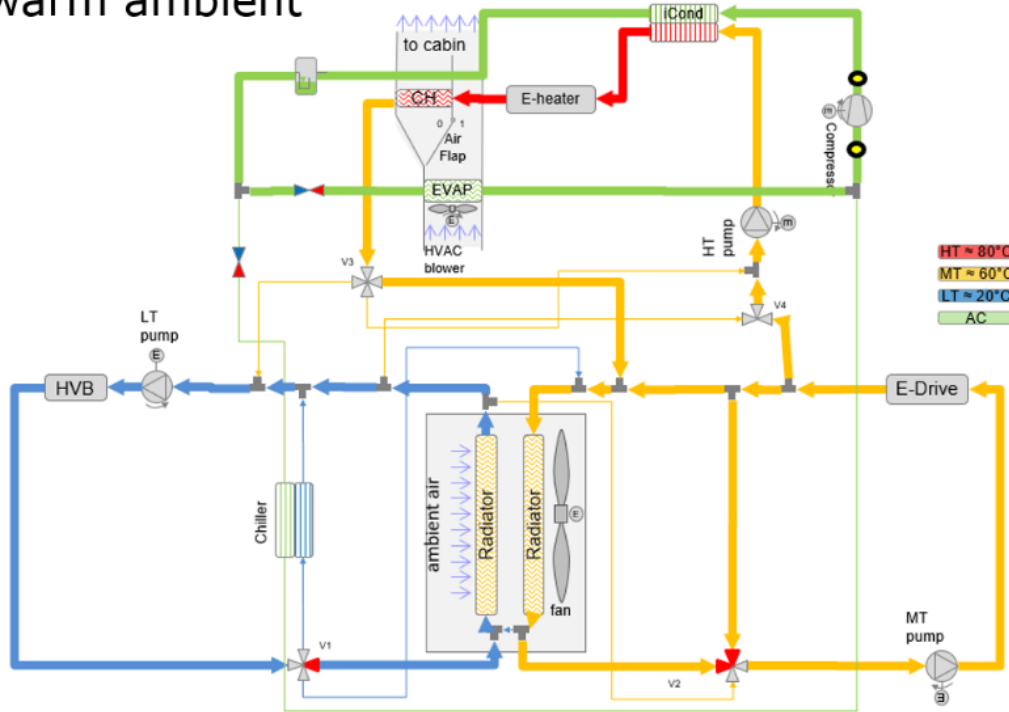 warm ambient
iCond
to cabin
CH
E-heater
0
1
Air
Flap
E
Compresso
EVAP
E
HVAC
blower
HT
pump
E
V3
V4
HT ≈ 80°C
MT ≈ 60°C
LT ≈ 20°C
AC
LT
pump
E
HVB
E-Drive
ambient air
Radiator
Radiator
E
fan
Chiller
V1
V2
MT
pump
E